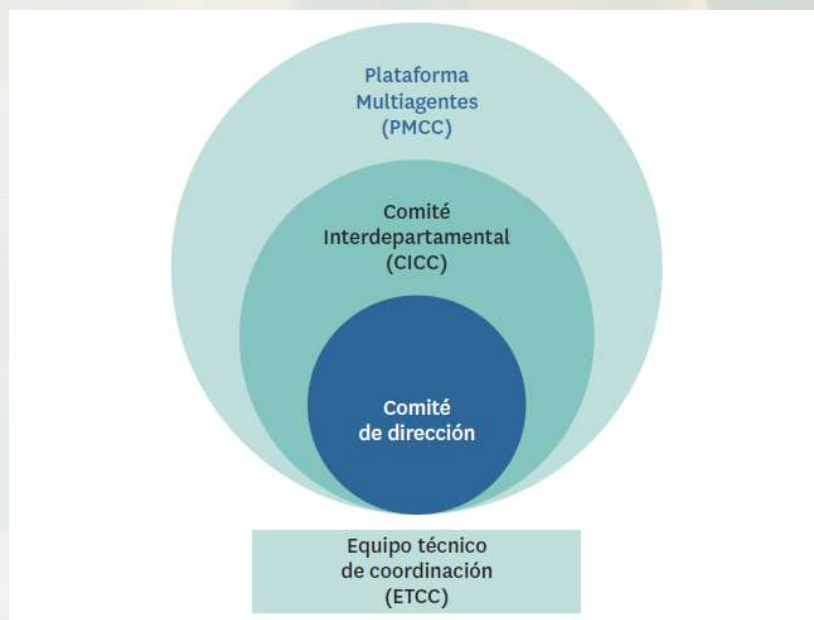 Plataforma
Multiagentes
(PMCC)
Comité
Interdepartamental
(CICC)
Comité
de dirección
Equipo técnico
de coordinación
(ETCC)